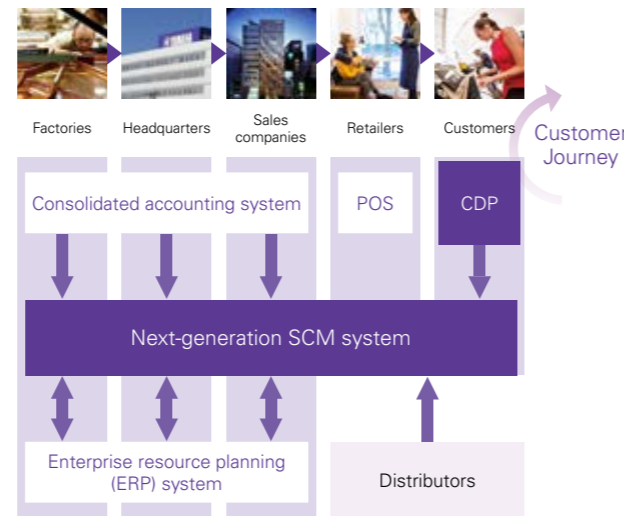 Factories
Headquarters
Sales
companies
Retailers
Customers
Customer
Journey
Consolidated accounting system
POS
CDP
Next-generation SCM system
Enterprise resource planning
(ERP) system
Distributors